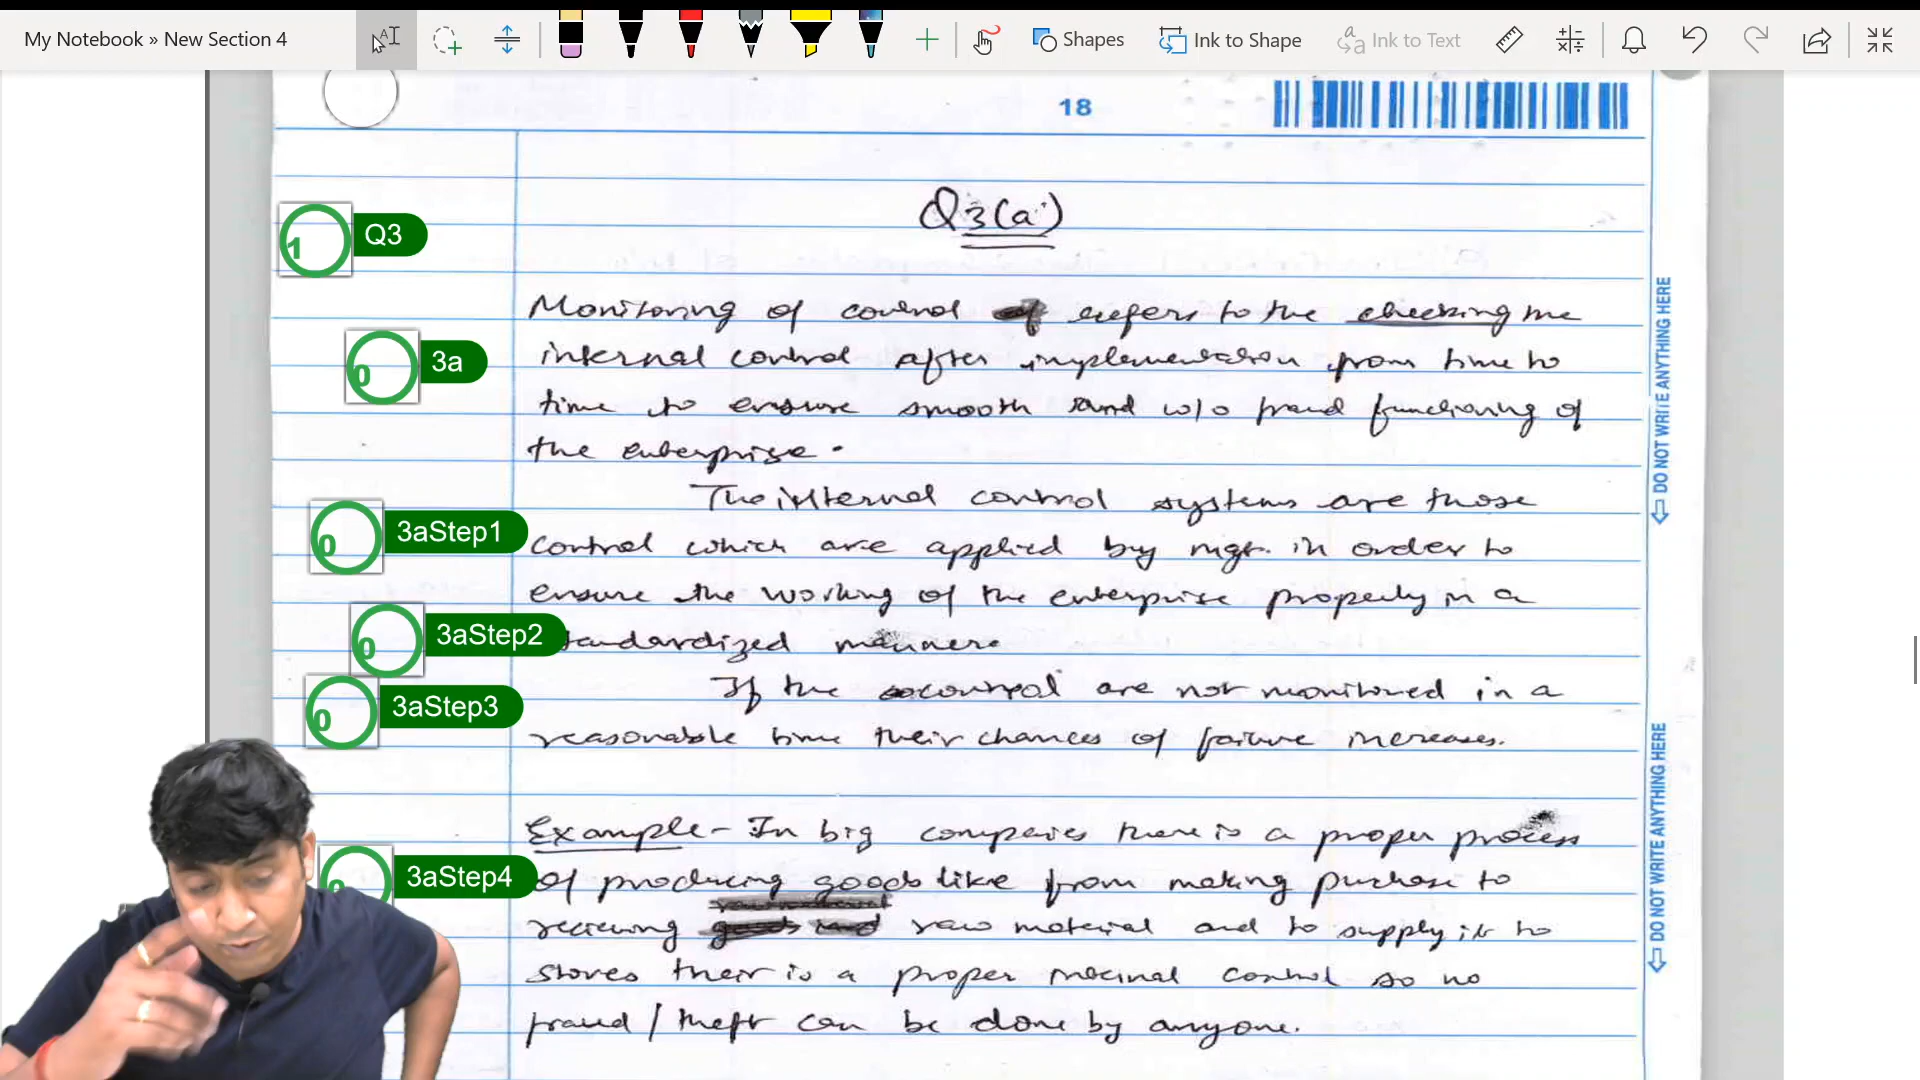 My Notebook » New Section 4
Shapes
Ink to Shape
Ink to Text
18
Q3(a)
1 Q3
Monitoring of control refers to the checking the
0 3a
internal control after implementation from time to
time to ensure smooth and w/o fraud functioning of
the enterprise.
The internal control systems are those
0 3aStep1
control which are applied by mgt. in order to
ensure the working of the enterprise properly in a
0 3aStep2
tandardized manner.
If the control are not monitored in a
0 3aStep3
reasonable time their chances of failure increases.
Example - In big companies there is a proper process
3aStep4
of producing goods like from making purchase to
recieving raw material and to supply it to
stores their is a proper control so no
fraud / theft can be done by anyone.
DO NOT WRITE ANYTHING HERE
DO NOT WRITE ANYTHING HERE